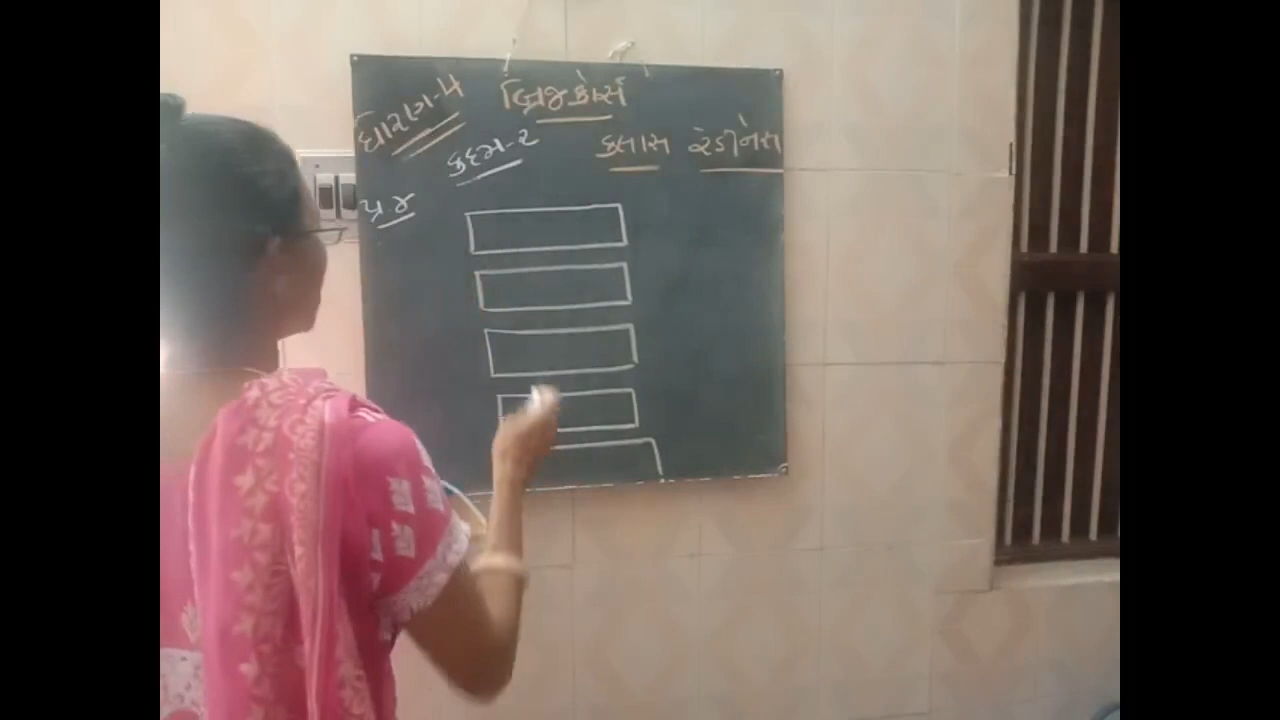 ધોરણ-૫
બ્રિજકોર્સ
કદમ-૨
ક્લાસ રેડીનેસ
પ્ર.૪